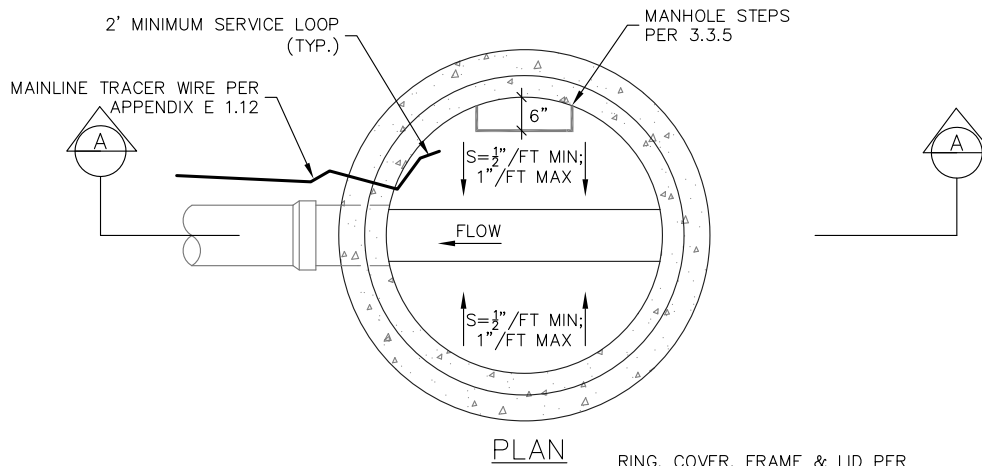 2' MINIMUM SERVICE LOOP
(TYP.)
MANHOLE STEPS
PER 3.3.5
MAINLINE TRACER WIRE PER
APPENDIX E 1.12
A
A
6"
S=½"/FT MIN;
1"/FT MAX
FLOW
S=½"/FT MIN;
1"/FT MAX
PLAN
RING, COVER, FRAME & LID PER